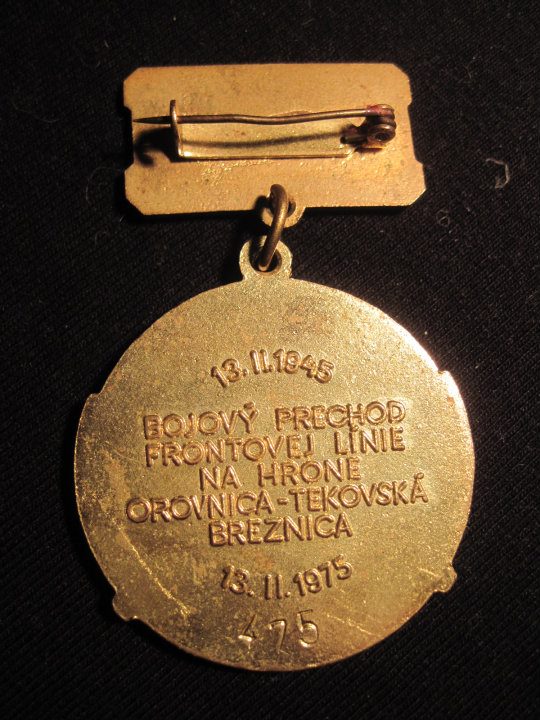 13.II.1945
BOJOVÝ PRECHOD
FRONTOVEJ LÍNIE
NA HRONE
OROVNICA-TEKOVSKÁ
BREZNICA
13.II.1975
475